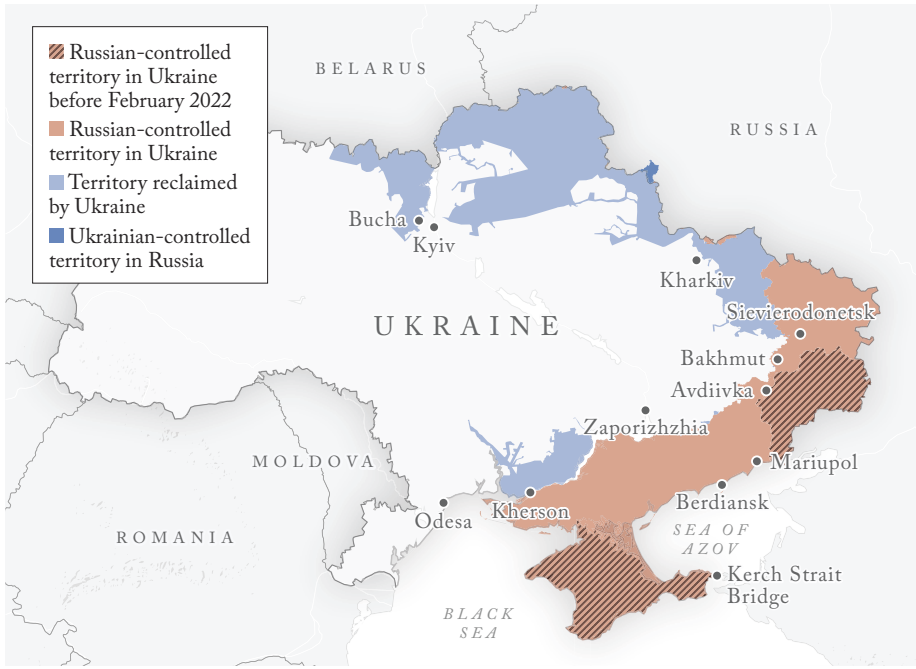 Russian-controlled
territory in Ukraine
before February 2022
Russian-controlled
territory in Ukraine
Territory reclaimed
by Ukraine
Ukrainian-controlled
territory in Russia
BELARUS
RUSSIA
Bucha
Kyiv
Kharkiv
UKRAINE
Sievierodonetsk
Bakhmut
Avdiivka
Zaporizhzhia
MOLDOVA
Mariupol
Berdiansk
Kherson
Odesa
ROMANIA
SEA OF
AZOV
Kerch Strait
Bridge
BLACK
SEA